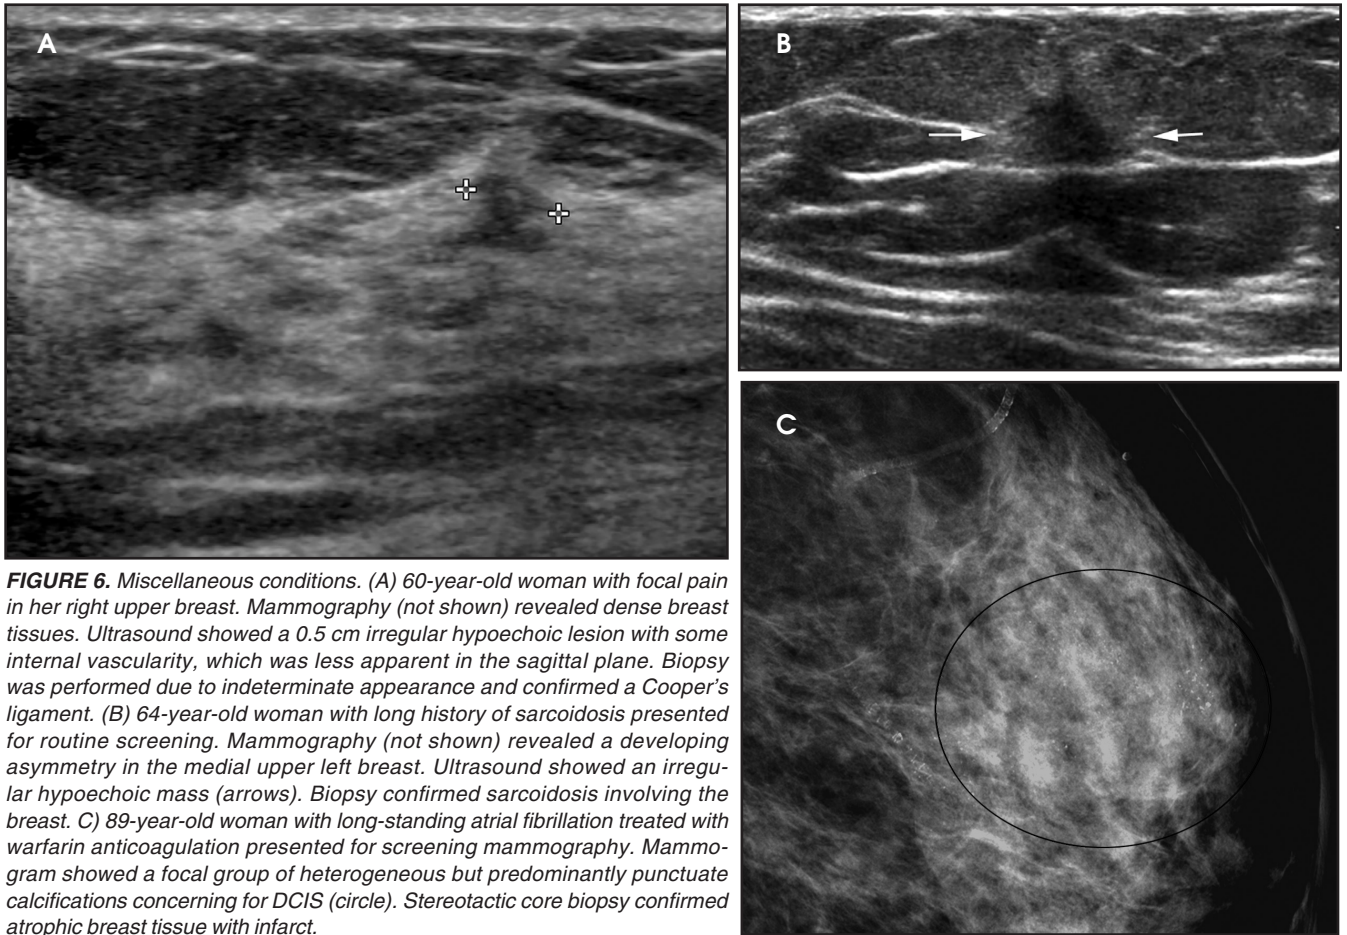 A
B
C
FIGURE 6. Miscellaneous conditions. (A) 60-year-old woman with focal pain
in her right upper breast. Mammography (not shown) revealed dense breast
tissues. Ultrasound showed a 0.5 cm irregular hypoechoic lesion with some
internal vascularity, which was less apparent in the sagittal plane. Biopsy
was performed due to indeterminate appearance and confirmed a Cooper's
ligament. (B) 64-year-old woman with long history of sarcoidosis presented
for routine screening. Mammography (not shown) revealed a developing
asymmetry in the medial upper left breast. Ultrasound showed an irregu-
lar hypoechoic mass (arrows). Biopsy confirmed sarcoidosis involving the
breast. C) 89-year-old woman with long-standing atrial fibrillation treated with
warfarin anticoagulation presented for screening mammography. Mammo-
gram showed a focal group of heterogeneous but predominantly punctuate
calcifications concerning for DCIS (circle). Stereotactic core biopsy confirmed
atrophic breast tissue with infarct.